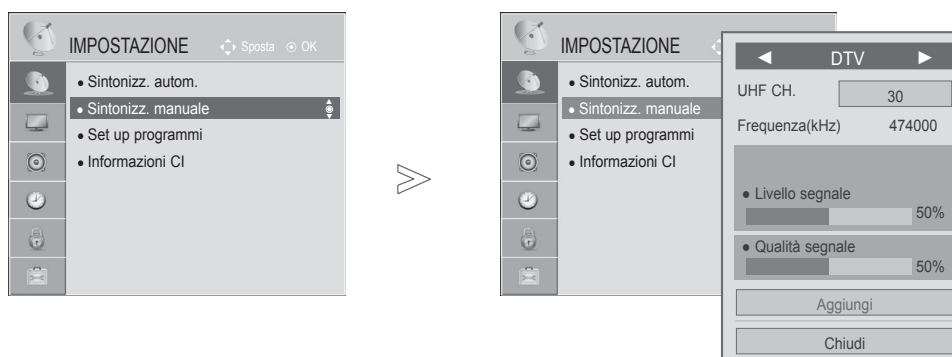 IMPOSTAZIONE Sposta OK
• Sintonizz. autom.
• Sintonizz. manuale
• Set up programmi
• Informazioni CI
IMPOSTAZIONE
• Sintonizz. autom.
• Sintonizz. manuale
• Set up programmi
• Informazioni CI
◄ DTV ►
UHF CH. 30
Frequenza(kHz) 474000
• Livello segnale
50%
• Qualità segnale
50%
Aggiungi
Chiudi